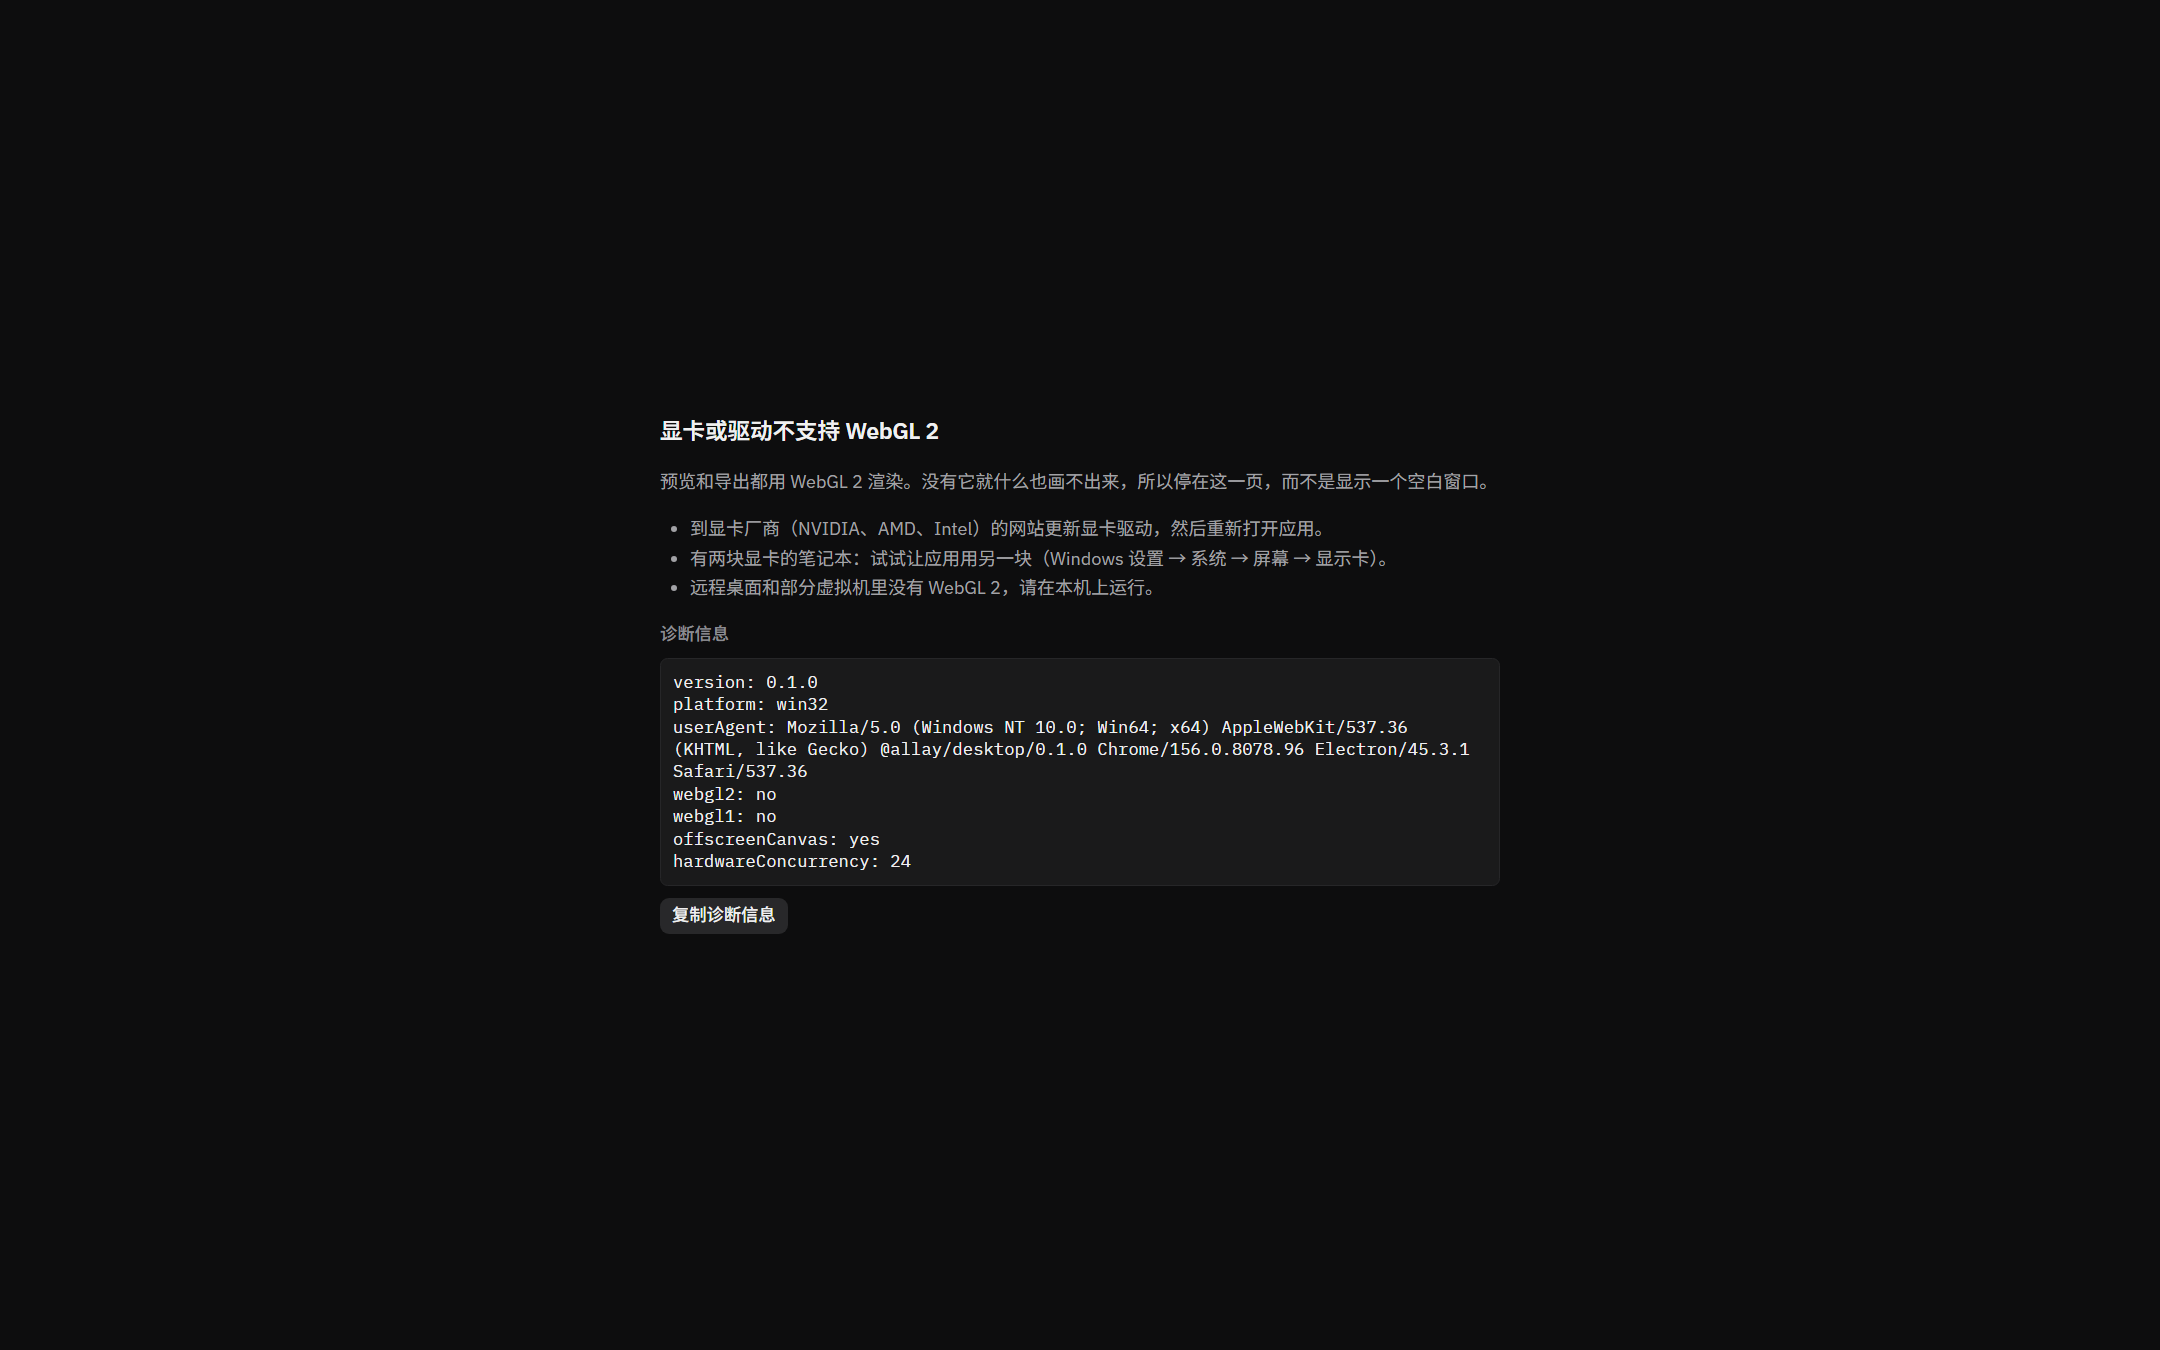 显卡或驱动不支持 WebGL 2
预览和导出都用 WebGL 2 渲染。没有它就什么也画不出来，所以停在这一页，而不是显示一个空白窗口。
• 到显卡厂商（NVIDIA、AMD、Intel）的网站更新显卡驱动，然后重新打开应用。
• 有两块显卡的笔记本：试试让应用用另一块（Windows 设置 → 系统 → 屏幕 → 显示卡）。
• 远程桌面和部分虚拟机里没有 WebGL 2，请在本机上运行。
诊断信息
version: 0.1.0
platform: win32
userAgent: Mozilla/5.0 (Windows NT 10.0; Win64; x64) AppleWebKit/537.36
(KHTML, like Gecko) @allay/desktop/0.1.0 Chrome/156.0.8078.96 Electron/45.3.1
Safari/537.36
webgl2: no
webgl1: no
offscreenCanvas: yes
hardwareConcurrency: 24
复制诊断信息